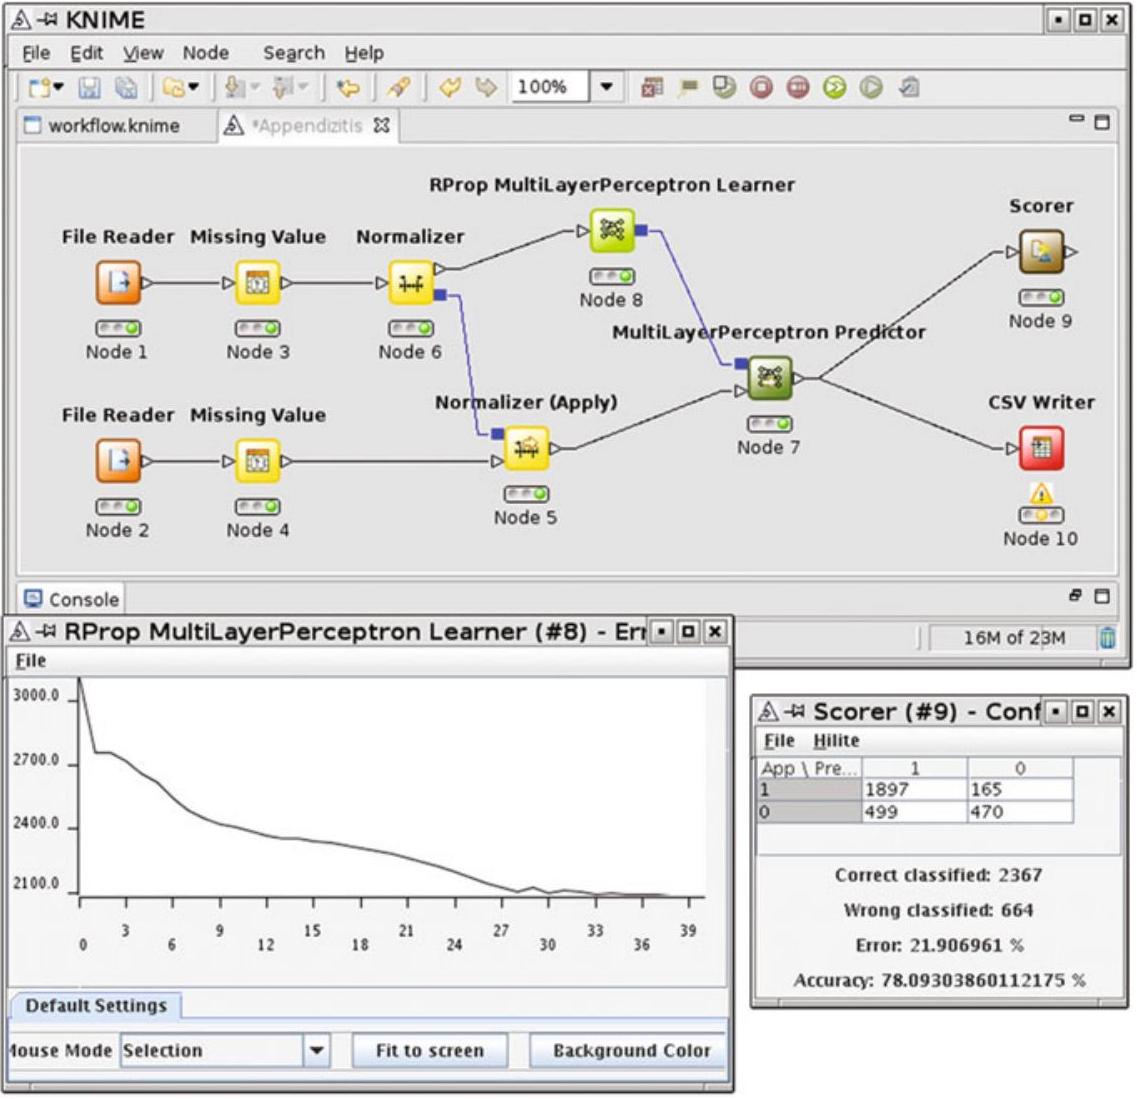 KNIME
File Edit View Node Search Help
100%
workflow.knime *Appendizitis
RProp MultiLayerPerceptron Learner
Scorer
File Reader Missing Value Normalizer
Node 8
Node 9
Node 1 Node 3 Node 6
MultiLayerPerceptron Predictor
Normalizer (Apply)
CSV Writer
File Reader Missing Value
Node 7
Node 5
Node 2 Node 4
Node 10
Console
16M of 23M
RProp MultiLayerPerceptron Learner (#8) - Err
File
3000.0
2700.0
2400.0
2100.0
0 3 6 9 12 15 18 21 24 27 30 33 36 39
Default Settings
Mouse Mode Selection Fit to screen Background Color
Scorer (#9) - Conf
File Hilite
App \ Pre... 1 0
1 1897 165
0 499 470
Correct classified: 2367
Wrong classified: 664
Error: 21.906961 %
Accuracy: 78.09303860112175 %